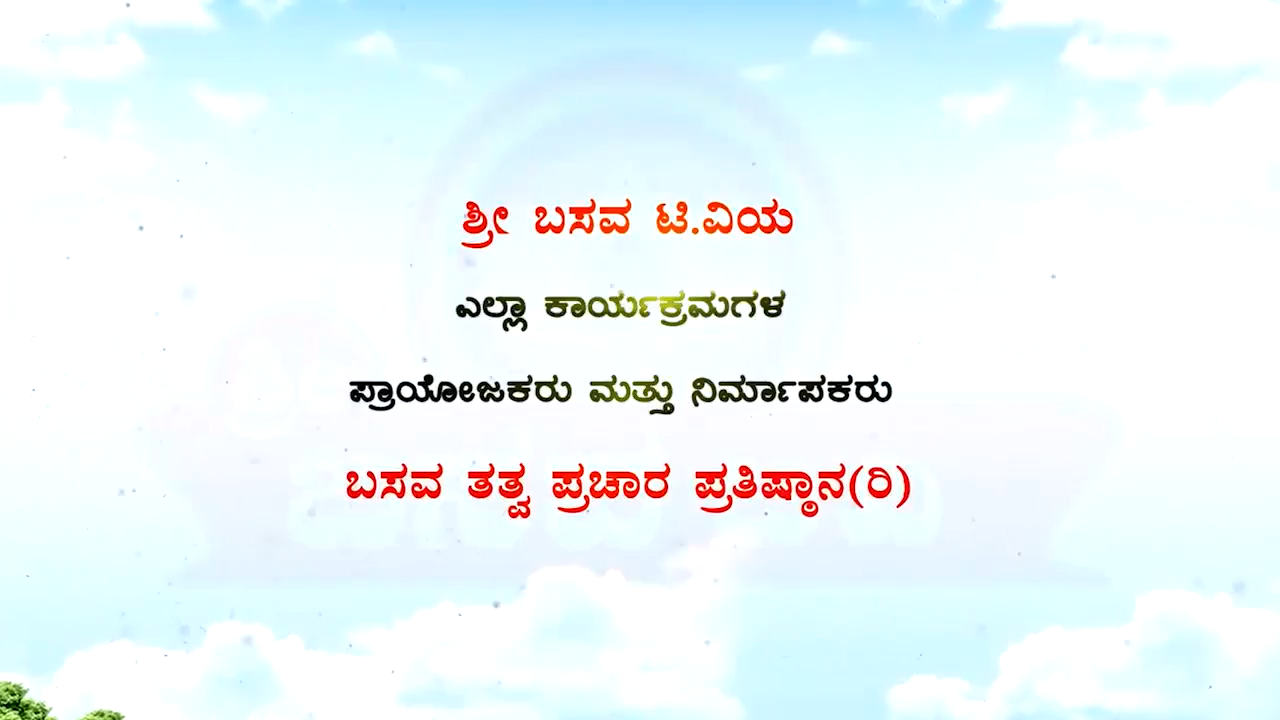 ಶ್ರೀ ಬಸವ ಟಿ.ವಿಯ
ಎಲ್ಲಾ ಕಾರ್ಯಕ್ರಮಗಳ
ಪ್ರಾಯೋಜಕರು ಮತ್ತು ನಿರ್ಮಾಪಕರು
ಬಸವ ತತ್ವ ಪ್ರಚಾರ ಪ್ರತಿಷ್ಠಾನ(ರಿ)